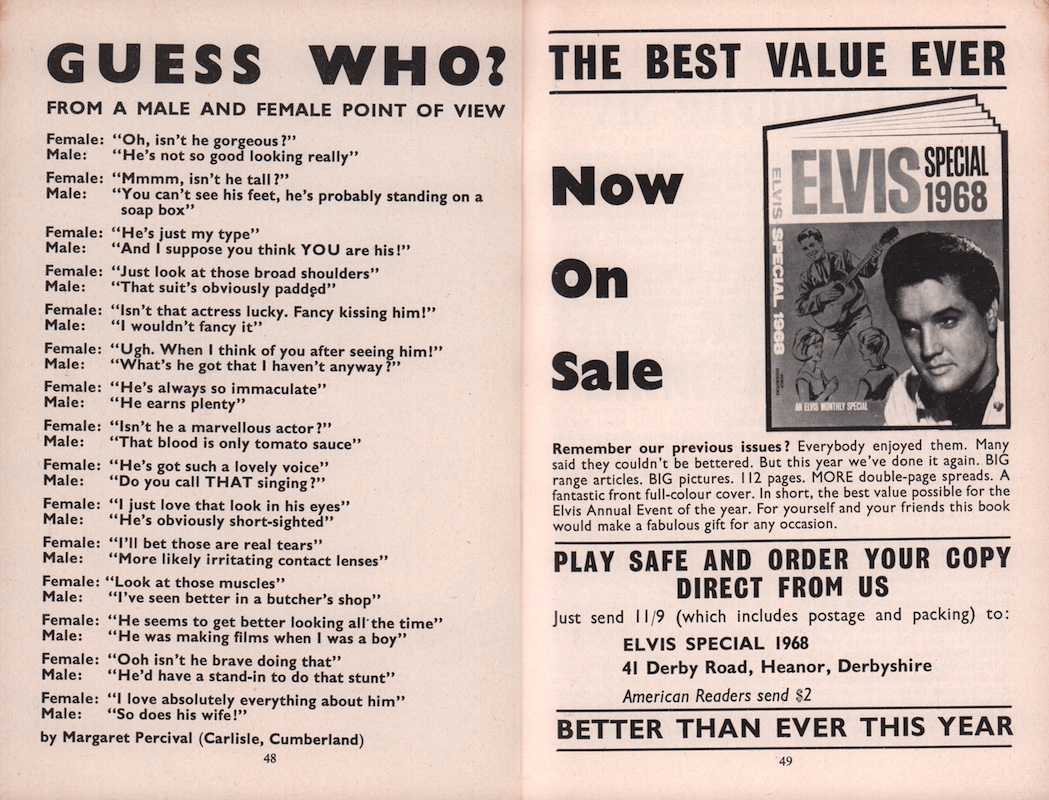 GUESS WHO?
FROM A MALE AND FEMALE POINT OF VIEW
Female: "Oh, isn't he gorgeous?"
Male: "He's not so good looking really"
Female: "Mmmm, isn't he tall?"
Male: "You can't see his feet, he's probably standing on a
soap box"
Female: "He's just my type"
Male: "And I suppose you think YOU are his!"
Female: "Just look at those broad shoulders"
Male: "That suit's obviously padded"
Female: "Isn't that actress lucky. Fancy kissing him!"
Male: "I wouldn't fancy it"
Female: "Ugh. When I think of you after seeing him!"
Male: "What's he got that I haven't anyway?"
Female: "He's always so immaculate"
Male: "He earns plenty"
Female: "Isn't he a marvellous actor?"
Male: "That blood is only tomato sauce"
Female: "He's got such a lovely voice"
Male: "Do you call THAT singing?"
Female: "I just love that look in his eyes"
Male: "He's obviously short-sighted"
Female: "I'll bet those are real tears"
Male: "More likely irritating contact lenses"
Female: "Look at those muscles"
Male: "I've seen better in a butcher's shop"
Female: "He seems to get better looking all the time"
Male: "He was making films when I was a boy"
Female: "Ooh isn't he brave doing that"
Male: "He'd have a stand-in to do that stunt"
Female: "I love absolutely everything about him"
Male: "So does his wife!"
by Margaret Percival (Carlisle, Cumberland)
48
THE BEST VALUE EVER
Now
On
Sale
ELVIS SPECIAL 1968
ELVIS SPECIAL
1968
AN ELVIS MONTHLY SPECIAL
Remember our previous issues? Everybody enjoyed them. Many
said they couldn't be bettered. But this year we've done it again. BIG
range articles. BIG pictures. 112 pages. MORE double-page spreads. A
fantastic front full-colour cover. In short, the best value possible for the
Elvis Annual Event of the year. For yourself and your friends this book
would make a fabulous gift for any occasion.
PLAY SAFE AND ORDER YOUR COPY
DIRECT FROM US
Just send 11/9 (which includes postage and packing) to:
ELVIS SPECIAL 1968
41 Derby Road, Heanor, Derbyshire
American Readers send $2
BETTER THAN EVER THIS YEAR
49